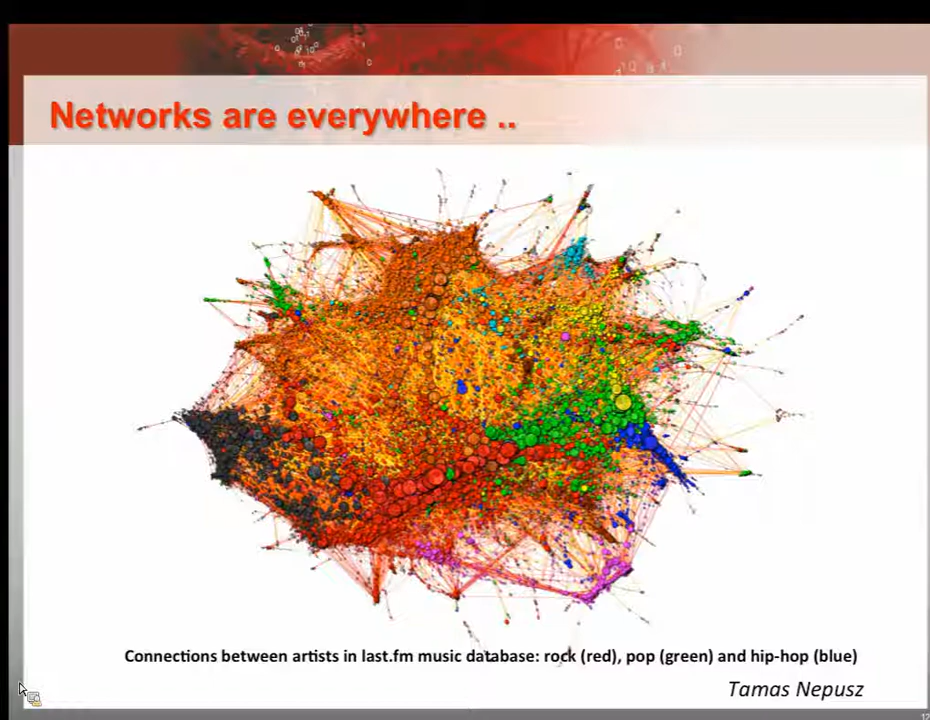 Networks are everywhere ..
Connections between artists in last.fm music database: rock (red), pop (green) and hip-hop (blue)
Tamas Nepusz